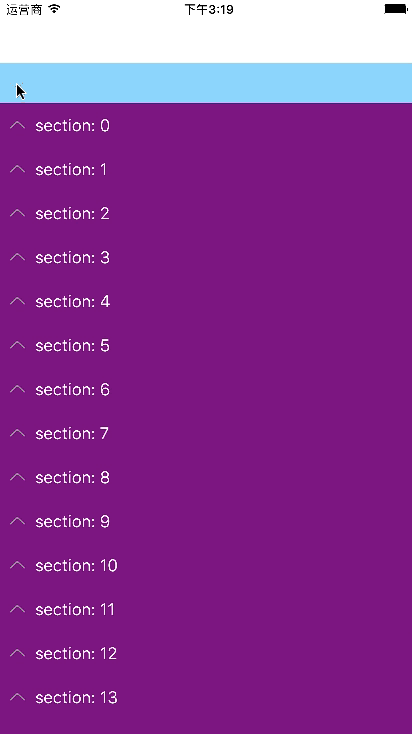 运营商 下午3:19
section: 0
section: 1
section: 2
section: 3
section: 4
section: 5
section: 6
section: 7
section: 8
section: 9
section: 10
section: 11
section: 12
section: 13